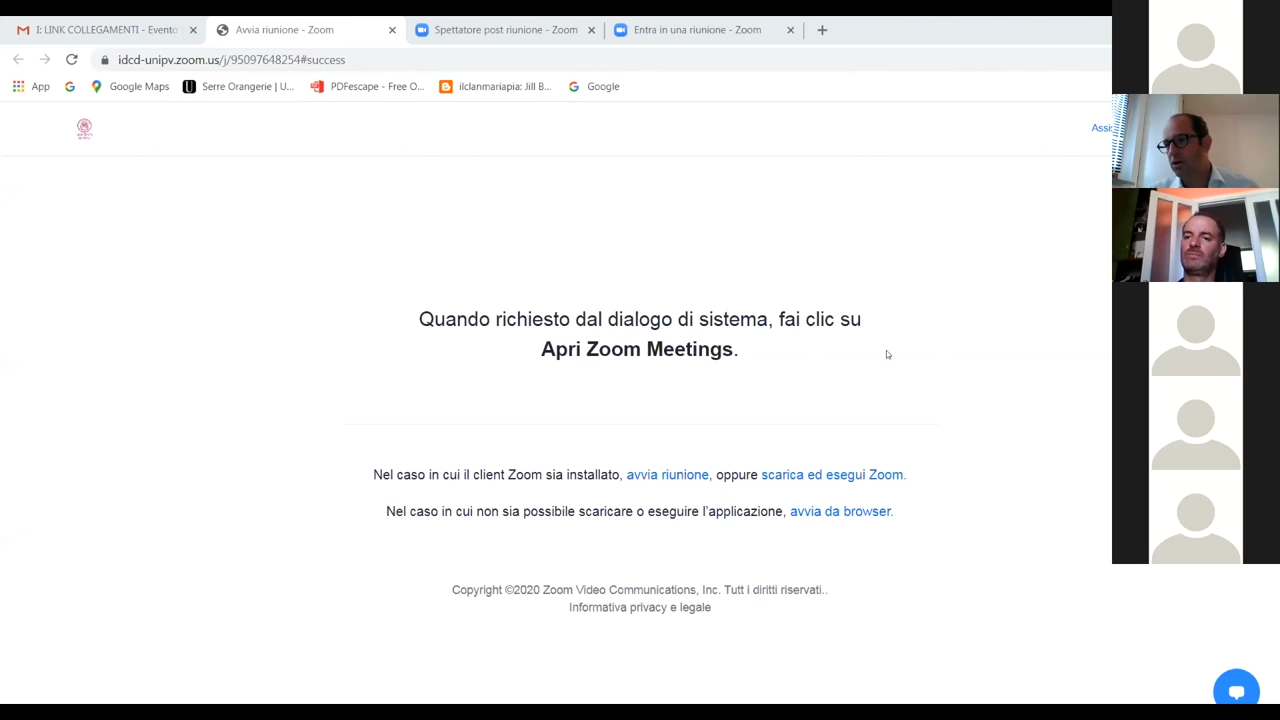 I: LINK COLLEGAMENTI - Evento
Avvia riunione - Zoom
Spettatore post riunione - Zoom
Entra in una riunione - Zoom
idcd-unipv.zoom.us/j/95097648254#success
App
Google Maps
Serre Orangerie | U...
PDFescape - Free O...
ilclanmariapia: Jill B...
Google
Assi
Quando richiesto dal dialogo di sistema, fai clic su
Apri Zoom Meetings.
Nel caso in cui il client Zoom sia installato, avvia riunione, oppure scarica ed esegui Zoom.
Nel caso in cui non sia possibile scaricare o eseguire l'applicazione, avvia da browser.
Copyright ©2020 Zoom Video Communications, Inc. Tutt i diritti riservati..
Informativa privacy e legale